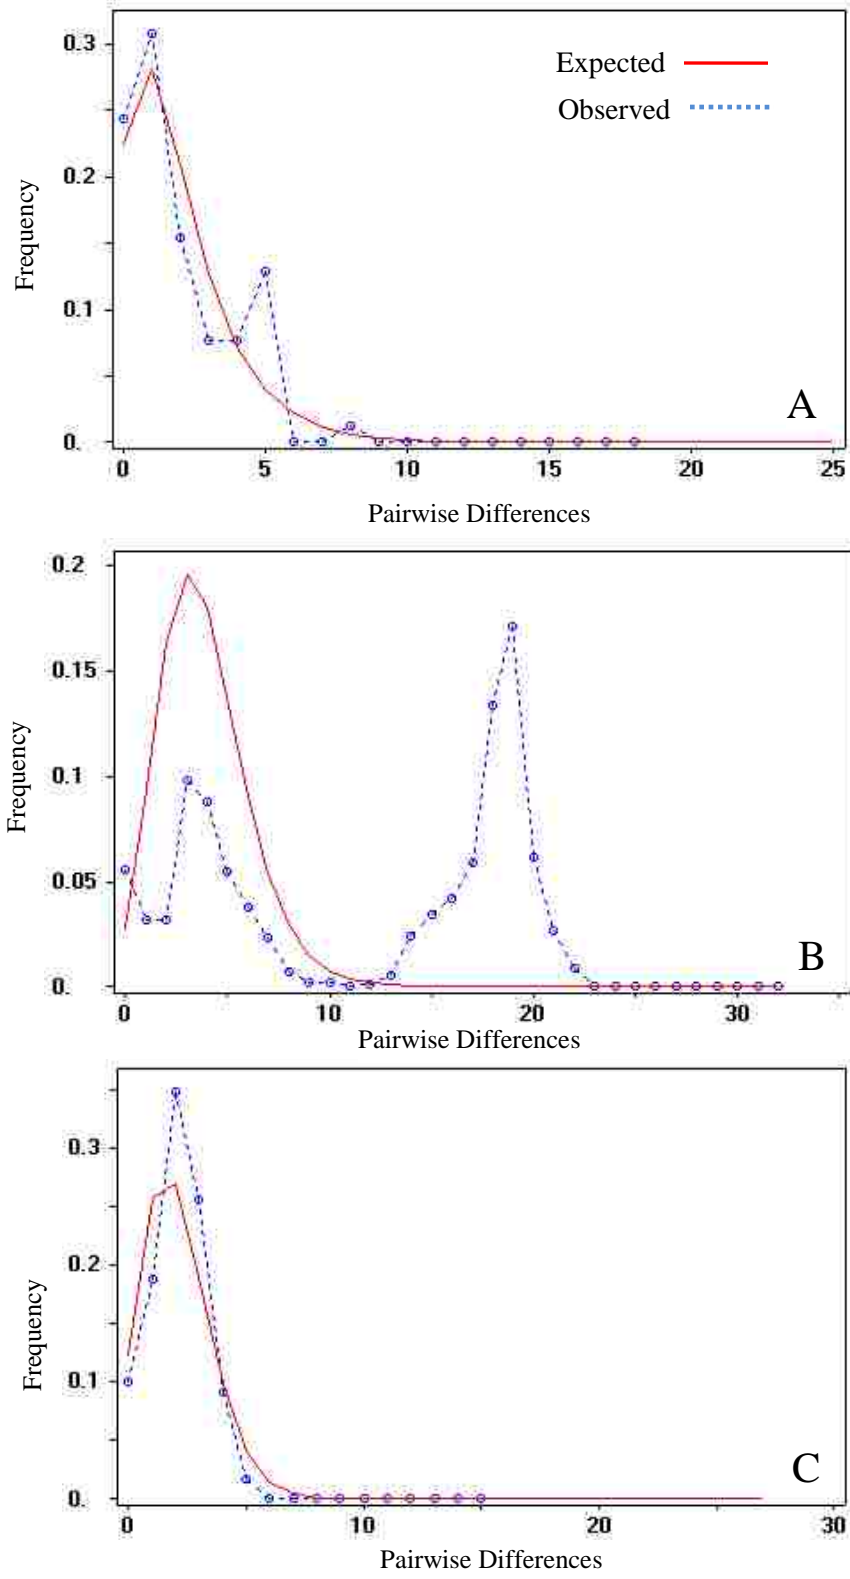 0.3
Expected
Observed
0.2
Frequency
0.1
A
0.
0 5 10 15 20 25
Pairwise Differences
0.2
0.15
Frequency
0.1
0.05
B
0.
0 10 20 30
Pairwise Differences
0.3
0.2
Frequency
0.1
C
0.
0 10 20 30
Pairwise Differences